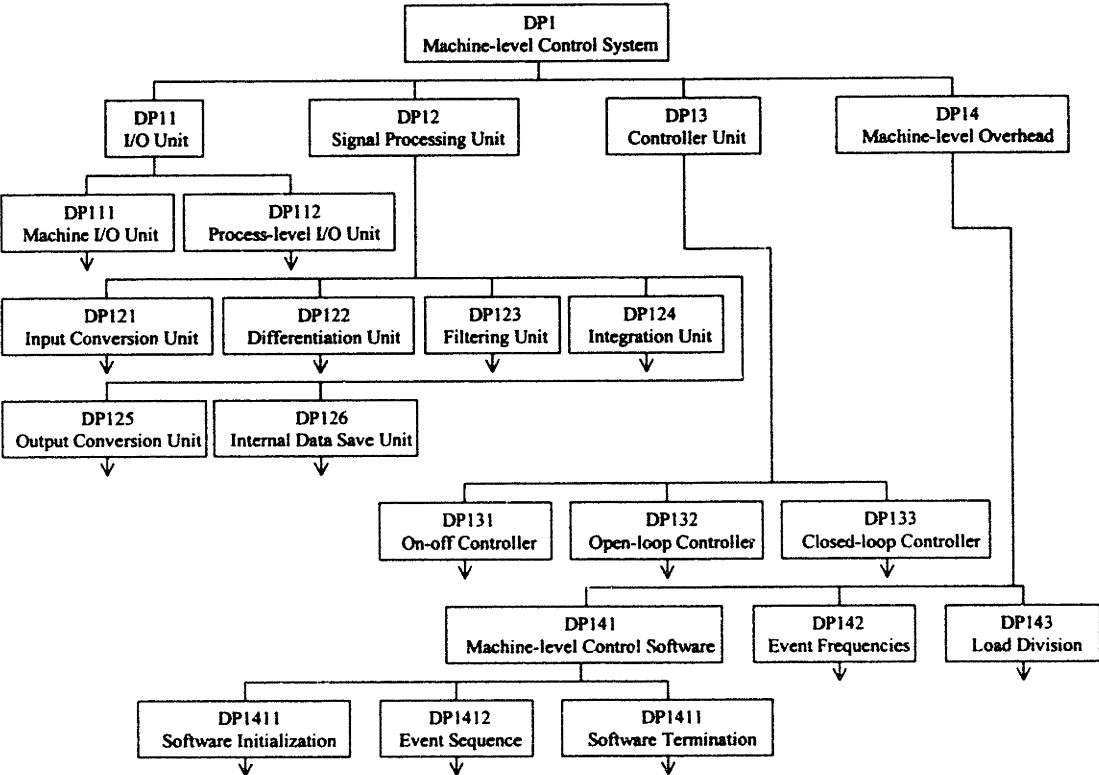 DP1
Machine-level Control System
DP11
I/O Unit
DP12
Signal Processing Unit
DP13
Controller Unit
DP14
Machine-level Overhead
DP111
Machine I/O Unit
DP112
Process-level I/O Unit
DP121
Input Conversion Unit
DP122
Differentiation Unit
DP123
Filtering Unit
DP124
Integration Unit
DP125
Output Conversion Unit
DP126
Internal Data Save Unit
DP131
On-off Controller
DP132
Open-loop Controller
DP133
Closed-loop Controller
DP141
Machine-level Control Software
DP142
Event Frequencies
DP143
Load Division
DP1411
Software Initialization
DP1412
Event Sequence
DP1411
Software Termination